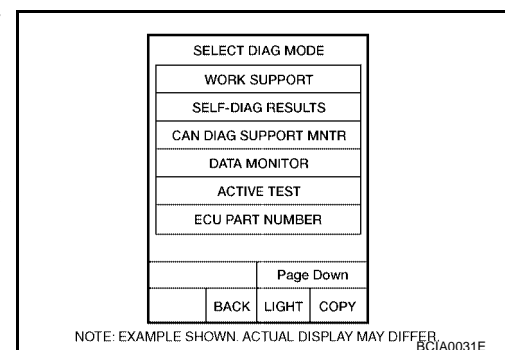 SELECT DIAG MODE
WORK SUPPORT
SELF-DIAG RESULTS
CAN DIAG SUPPORT MNTR
DATA MONITOR
ACTIVE TEST
ECU PART NUMBER
Page Down
BACK LIGHT COPY
NOTE: EXAMPLE SHOWN. ACTUAL DISPLAY MAY DIFFER.
BCIA0031E